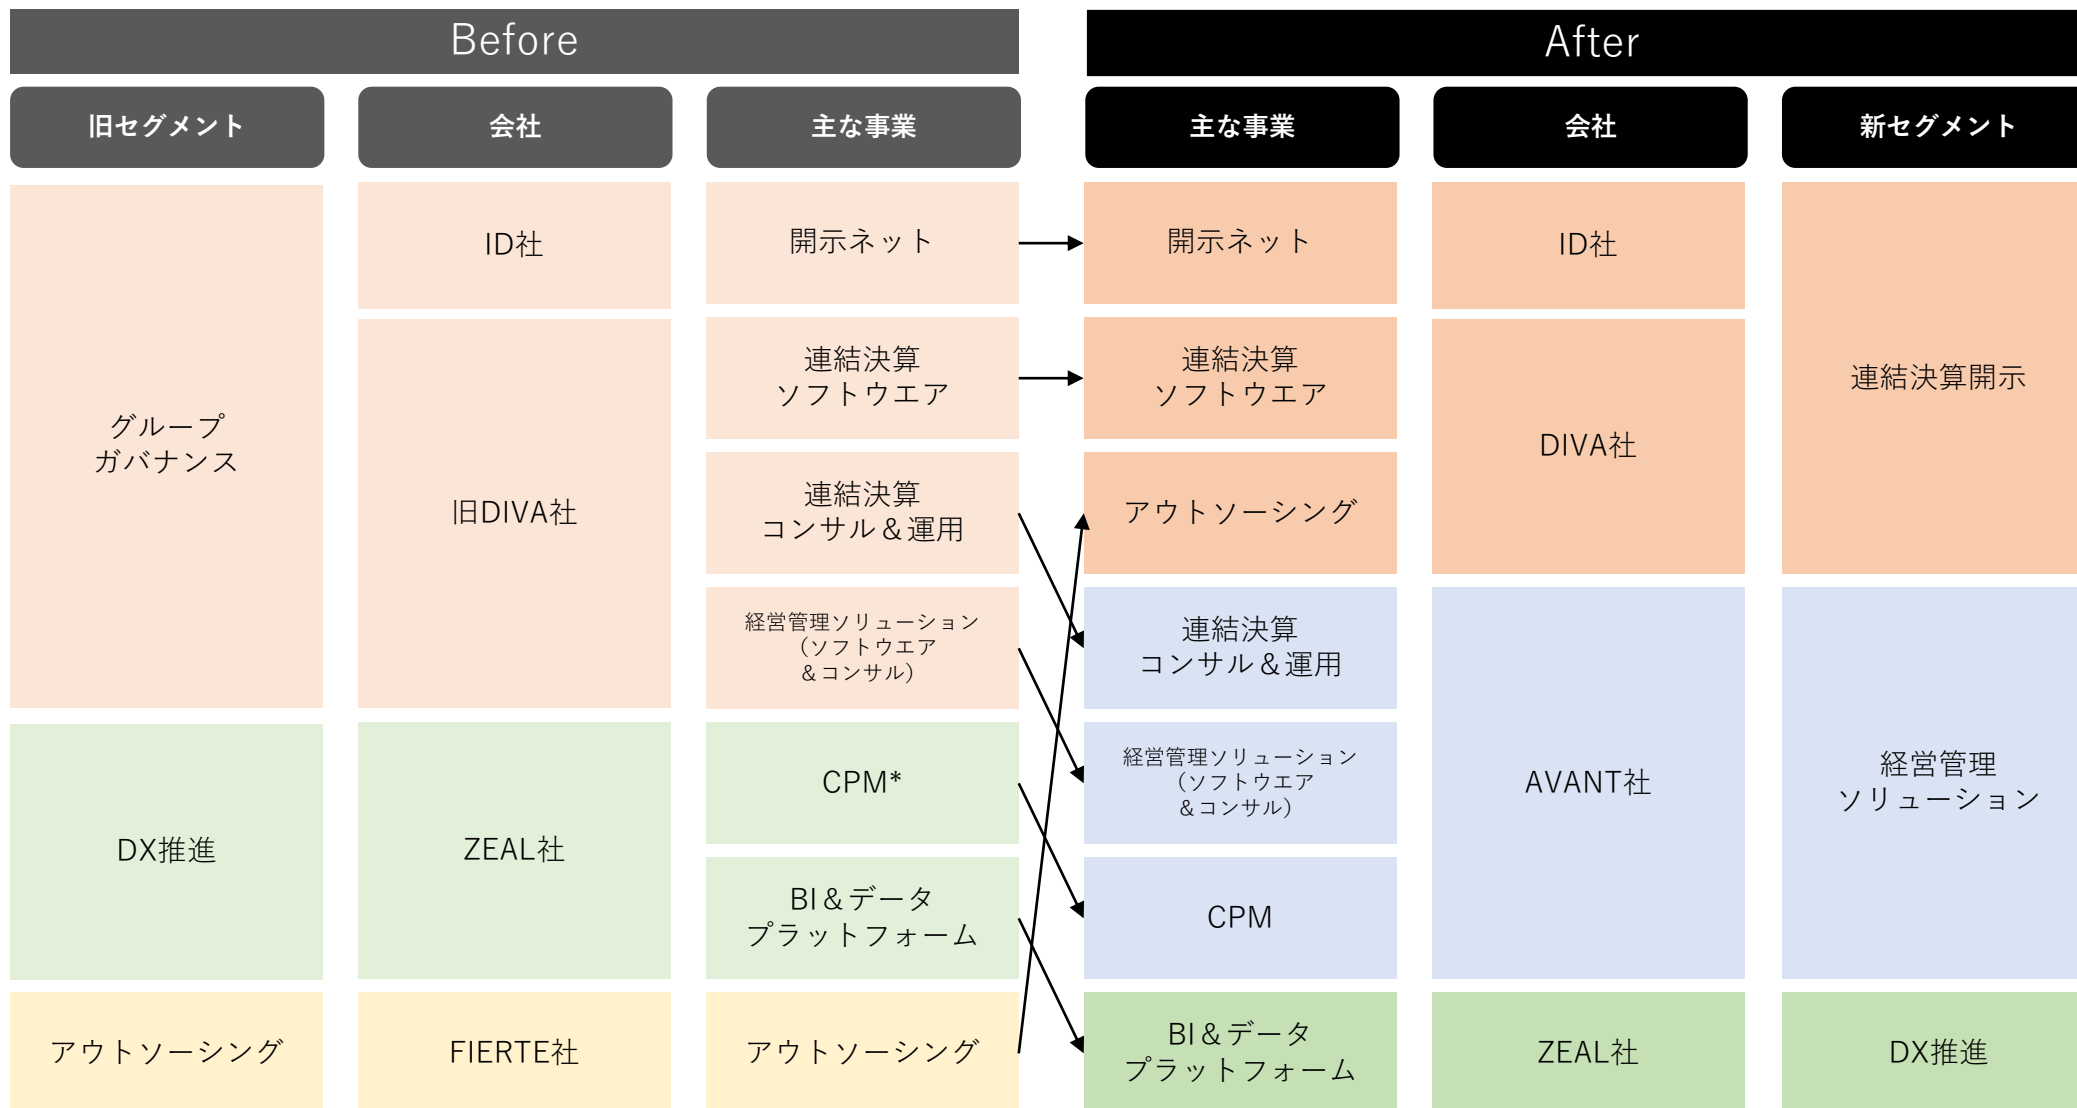 Before
After
旧セグメント
会社
主な事業
主な事業
会社
新セグメント
グループ
ガバナンス
ID社
旧DIVA社
開示ネット
連結決算
ソフトウエア
連結決算
コンサル＆運用
経営管理ソリューション
（ソフトウエア
＆コンサル）
DX推進
ZEAL社
CPM*
BI＆データ
プラットフォーム
アウトソーシング
FIERTE社
アウトソーシング
開示ネット
連結決算
ソフトウエア
アウトソーシング
ID社
DIVA社
連結決算開示
連結決算
コンサル＆運用
経営管理ソリューション
（ソフトウエア
＆コンサル）
CPM
AVANT社
経営管理
ソリューション
BI＆データ
プラットフォーム
ZEAL社
DX推進